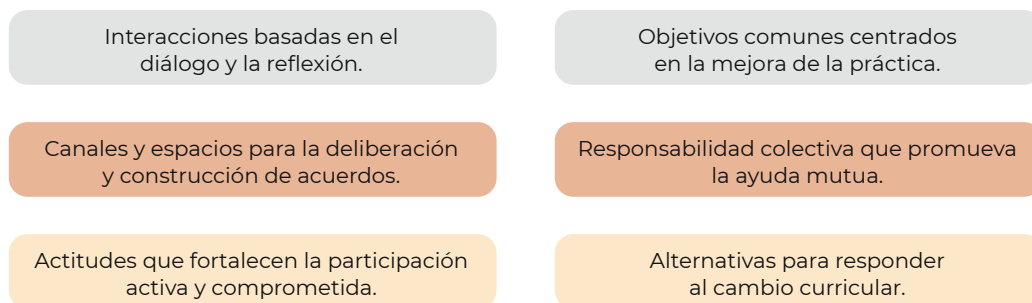 Interacciones basadas en el
diálogo y la reflexión.
Objetivos comunes centrados
en la mejora de la práctica.
Canales y espacios para la deliberación
y construcción de acuerdos.
Responsabilidad colectiva que promueva
la ayuda mutua.
Actitudes que fortalecen la participación
activa y comprometida.
Alternativas para responder
al cambio curricular.